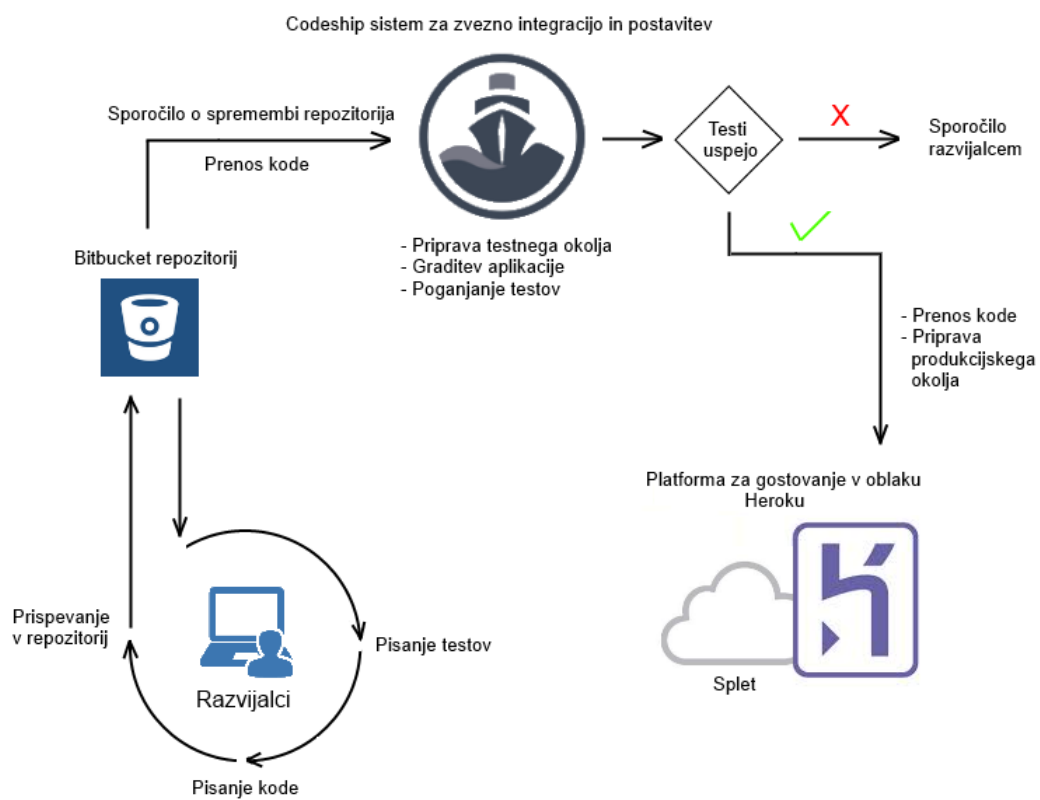 Codeship sistem za zvezno integracijo in postavitev
Sporočilo o spremembi repozitorija
Prenos kode
Testi
uspejo
X
Sporočilo
razvijalcem
- Priprava testnega okolja
- Graditev aplikacije
- Poganjanje testov
Bitbucket repozitorij
- Prenos kode
- Priprava
produkcijskega
okolja
Platforma za gostovanje v oblaku
Heroku
Splet
Prispevanje
v repozitorij
Razvijalci
Pisanje testov
Pisanje kode